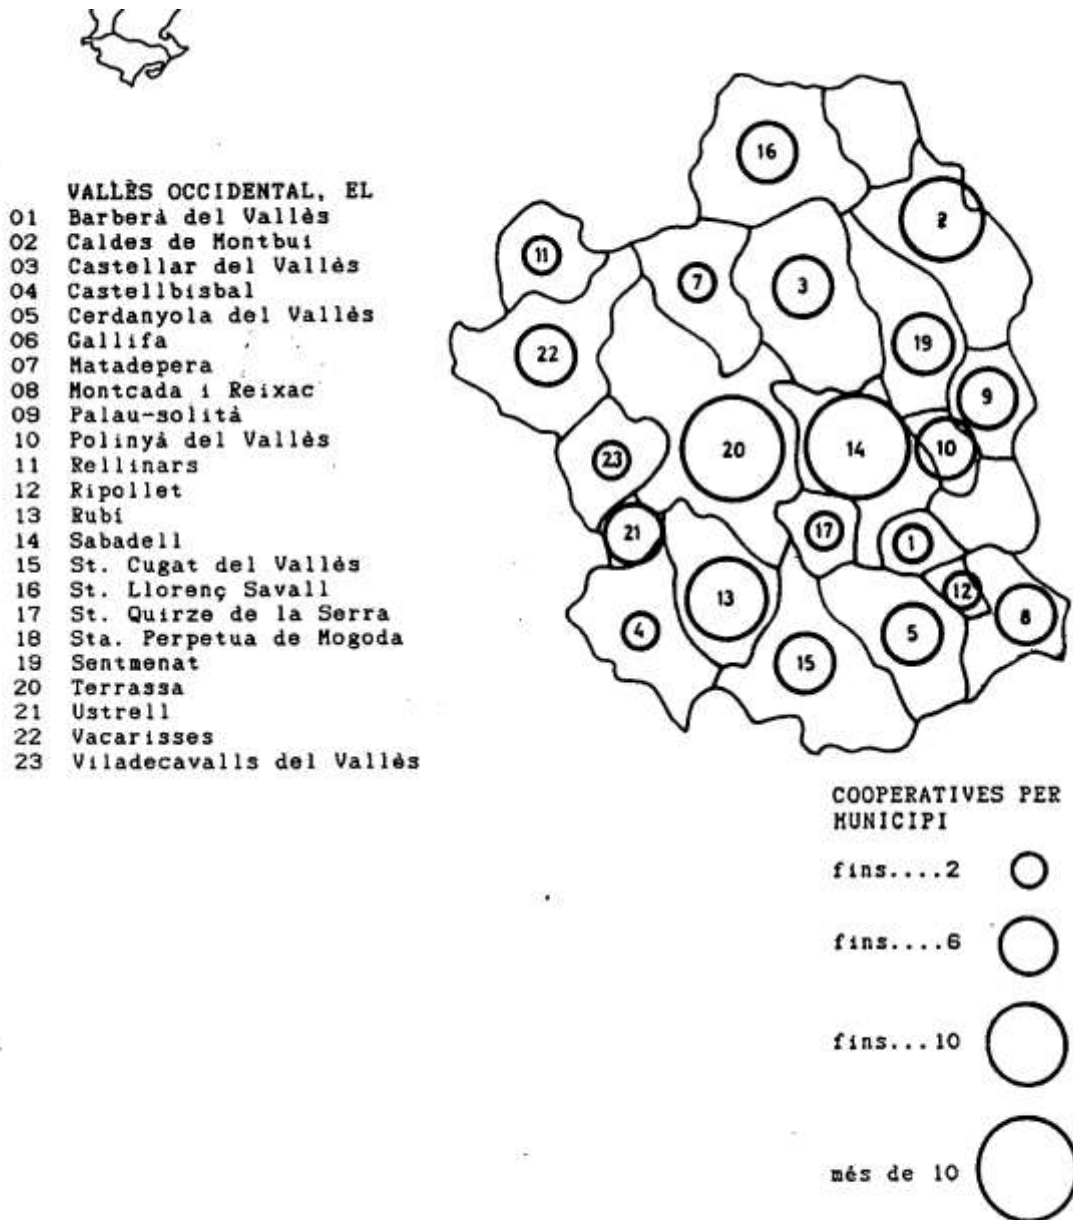 VALLÈS OCCIDENTAL, EL
01 Barberà del Vallès
02 Caldes de Montbui
03 Castellar del Vallès
04 Castellbisbal
05 Cerdanyola del Vallès
06 Gallifa
07 Matadepera
08 Montcada i Reixac
09 Palau-solità
10 Polinyà del Vallès
11 Rellinars
12 Ripollet
13 Rubí
14 Sabadell
15 St. Cugat del Vallès
16 St. Llorenç Savall
17 St. Quirze de la Serra
18 Sta. Perpetua de Mogoda
19 Sentmenat
20 Terrassa
21 Ustrell
22 Vacarisses
23 Viladecavalls del Vallès
16
2
11
7
3
22
19
9
20
14
10
23
21
17
1
12
13
8
4
5
15
COOPERATIVES PER
MUNICIPI
fins....2
fins....6
fins...10
més de 10